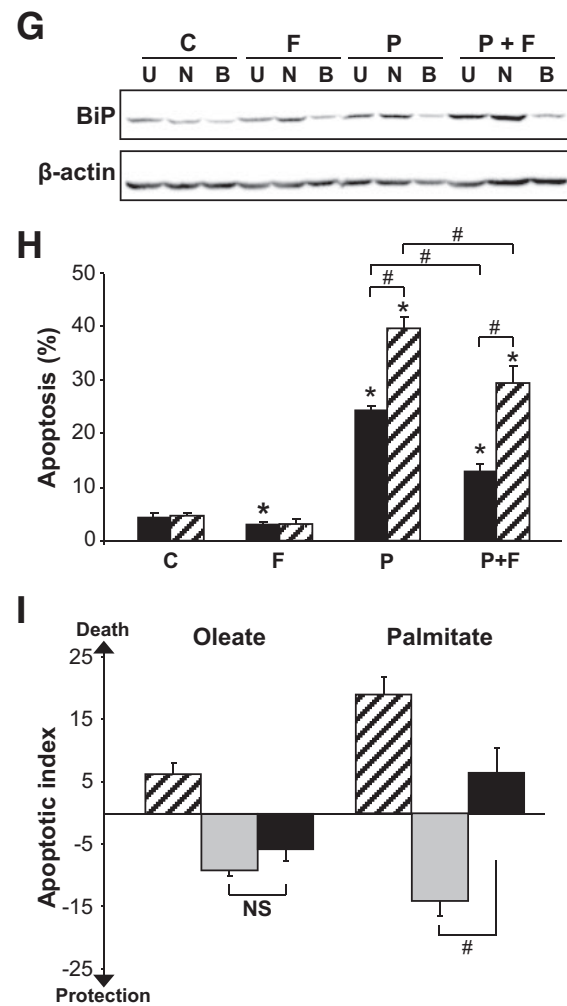 G
C F P P + F
U N B U N B U N B U N B
BiP
β-actin
H
Apoptosis (%)
50
40
30
20
10
0
# # # #
* * * * *
C F P P+F
I
Death
Oleate Palmitate
Apoptotic index
25
15
5
-5
-15
-25
NS
#
Protection